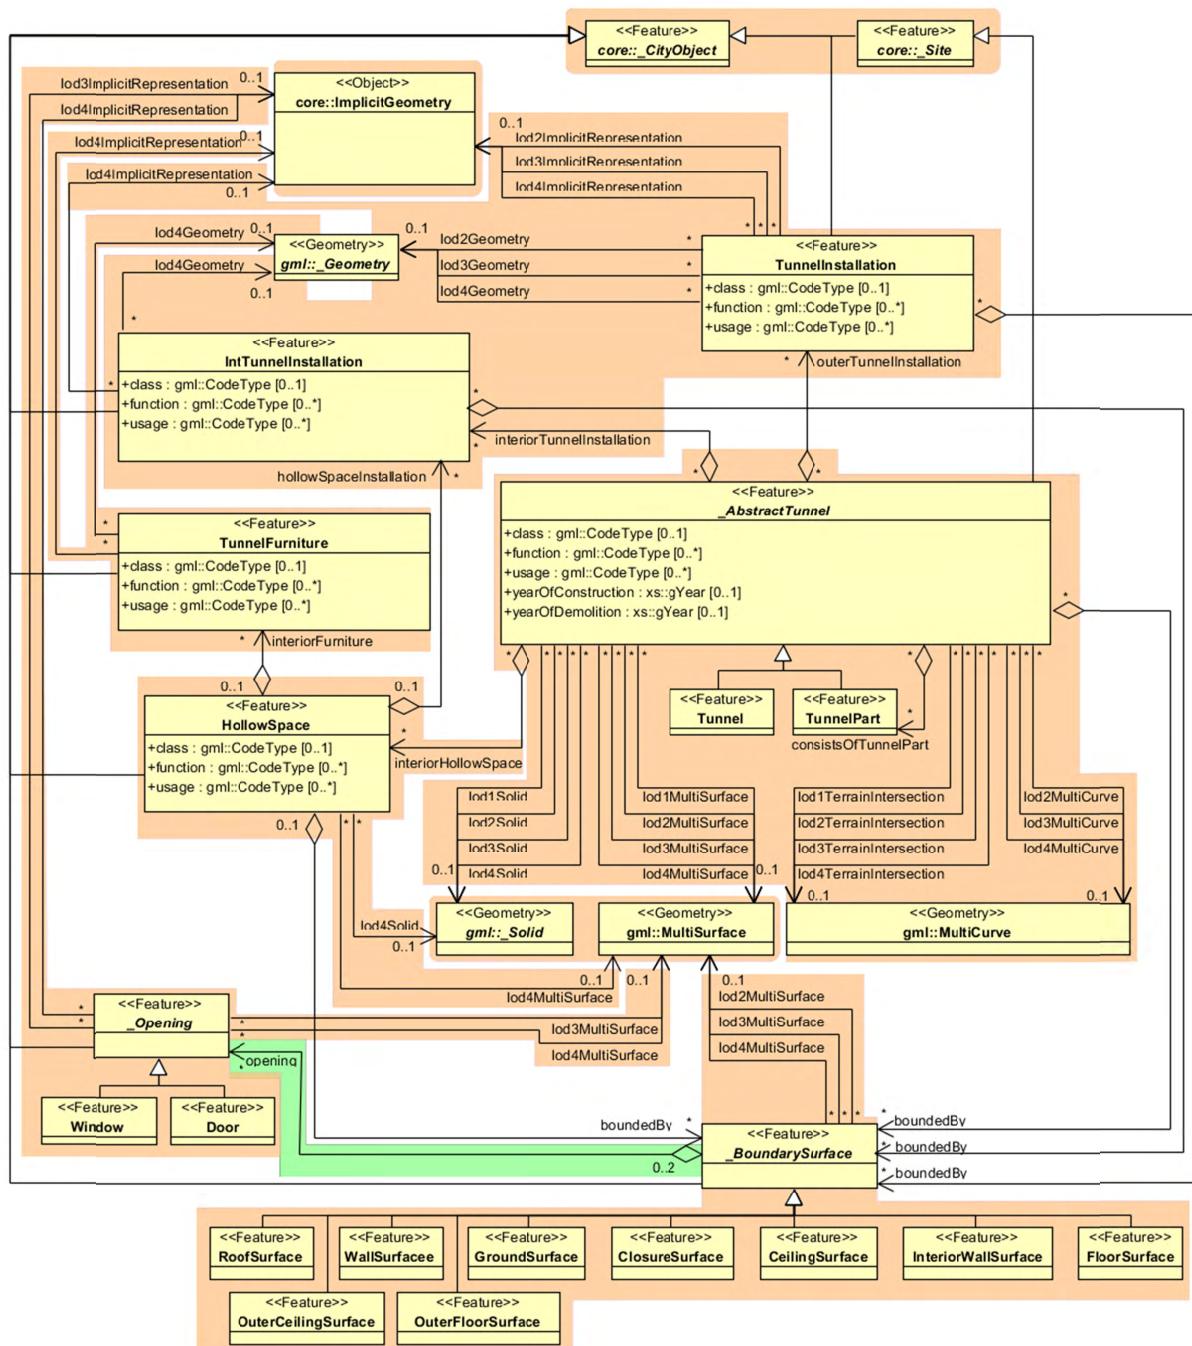 <<Feature>>
core::_CityObject
<<Feature>>
core::_Site
lod3ImplicitRepresentation
0..1
<<Object>>
core::ImplicitGeometry
lod4ImplicitRepresentation
lod4ImplicitRepresentation
0..1
lod4ImplicitRepresentation
0..1
0..1
lod2ImplicitRepresentation
lod3ImplicitRepresentation
lod4ImplicitRepresentation
* * *
lod4Geometry
0..1
lod4Geometry
0..1
<<Geometry>>
gml::_Geometry
0..1
lod2Geometry
*
lod3Geometry
*
lod4Geometry
*
<<Feature>>
TunnelInstallation
+class : gml::CodeType [0..1]
+function : gml::CodeType [0..*]
+usage : gml::CodeType [0..*]
*
*
outerTunnelInstallation
*
<<Feature>>
IntTunnelInstallation
+class : gml::CodeType [0..1]
+function : gml::CodeType [0..*]
+usage : gml::CodeType [0..*]
*
*
*
interiorTunnelInstallation
hollowSpaceInstallation
*
*
*
<<Feature>>
_AbstractTunnel
+class : gml::CodeType [0..1]
+function : gml::CodeType [0..*]
+usage : gml::CodeType [0..*]
+yearOfConstruction : xs::gYear [0..1]
+yearOfDemolition : xs::gYear [0..1]
*
*
*
<<Feature>>
TunnelFurniture
+class : gml::CodeType [0..1]
+function : gml::CodeType [0..*]
+usage : gml::CodeType [0..*]
*
interiorFurniture
0..1
0..1
* * * * * * * * *
* * * * * * * * *
<<Feature>>
Tunnel
<<Feature>>
TunnelPart
*
consistsOfTunnelPart
<<Feature>>
HollowSpace
+class : gml::CodeType [0..1]
+function : gml::CodeType [0..*]
+usage : gml::CodeType [0..*]
*
interiorHollowSpace
0..1
* *
lod1Solid
lod2Solid
lod3Solid
lod4Solid
0..1
lod1MultiSurface
lod2MultiSurface
lod3MultiSurface
lod4MultiSurface
0..1
lod1TerrainIntersection
lod2TerrainIntersection
lod3TerrainIntersection
lod4TerrainIntersection
0..1
lod2MultiCurve
lod3MultiCurve
lod4MultiCurve
0..1
<<Geometry>>
gml::_Solid
<<Geometry>>
gml::MultiSurface
<<Geometry>>
gml::MultiCurve
lod4Solid
0..1
0..1
lod4MultiSurface
0..1
0..1
lod2MultiSurface
lod3MultiSurface
lod4MultiSurface
* * *
<<Feature>>
_Opening
*
*
*
lod3MultiSurface
*
lod4MultiSurface
opening
*
<<Feature>>
Window
<<Feature>>
Door
boundedBy
*
0..2
<<Feature>>
_BoundarySurface
*
boundedBy
*
boundedBy
*
boundedBy
<<Feature>>
RoofSurface
<<Feature>>
WallSurfacee
<<Feature>>
GroundSurface
<<Feature>>
ClosureSurface
<<Feature>>
CeilingSurface
<<Feature>>
InteriorWallSurface
<<Feature>>
FloorSurface
<<Feature>>
OuterCeilingSurface
<<Feature>>
OuterFloorSurface